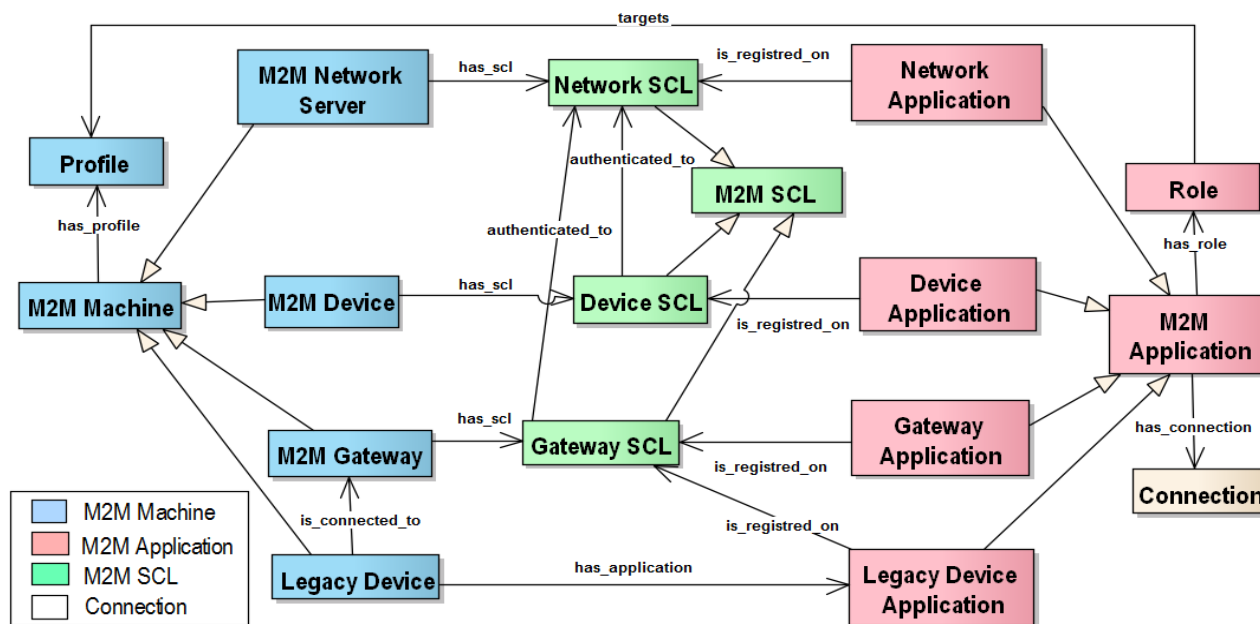 targets
M2M Network
Server
has_scl
Network SCL
is_registred_on
Network
Application
Profile
authenticated_to
M2M SCL
Role
has_profile
authenticated_to
has_role
M2M Machine
M2M Device
has_scl
Device SCL
is_registred_on
Device
Application
M2M
Application
M2M Gateway
has_scl
Gateway SCL
is_registred_on
Gateway
Application
has_connection
Connection
M2M Machine
M2M Application
M2M SCL
Connection
is_connected_to
is_registred_on
Legacy Device
has_application
Legacy Device
Application